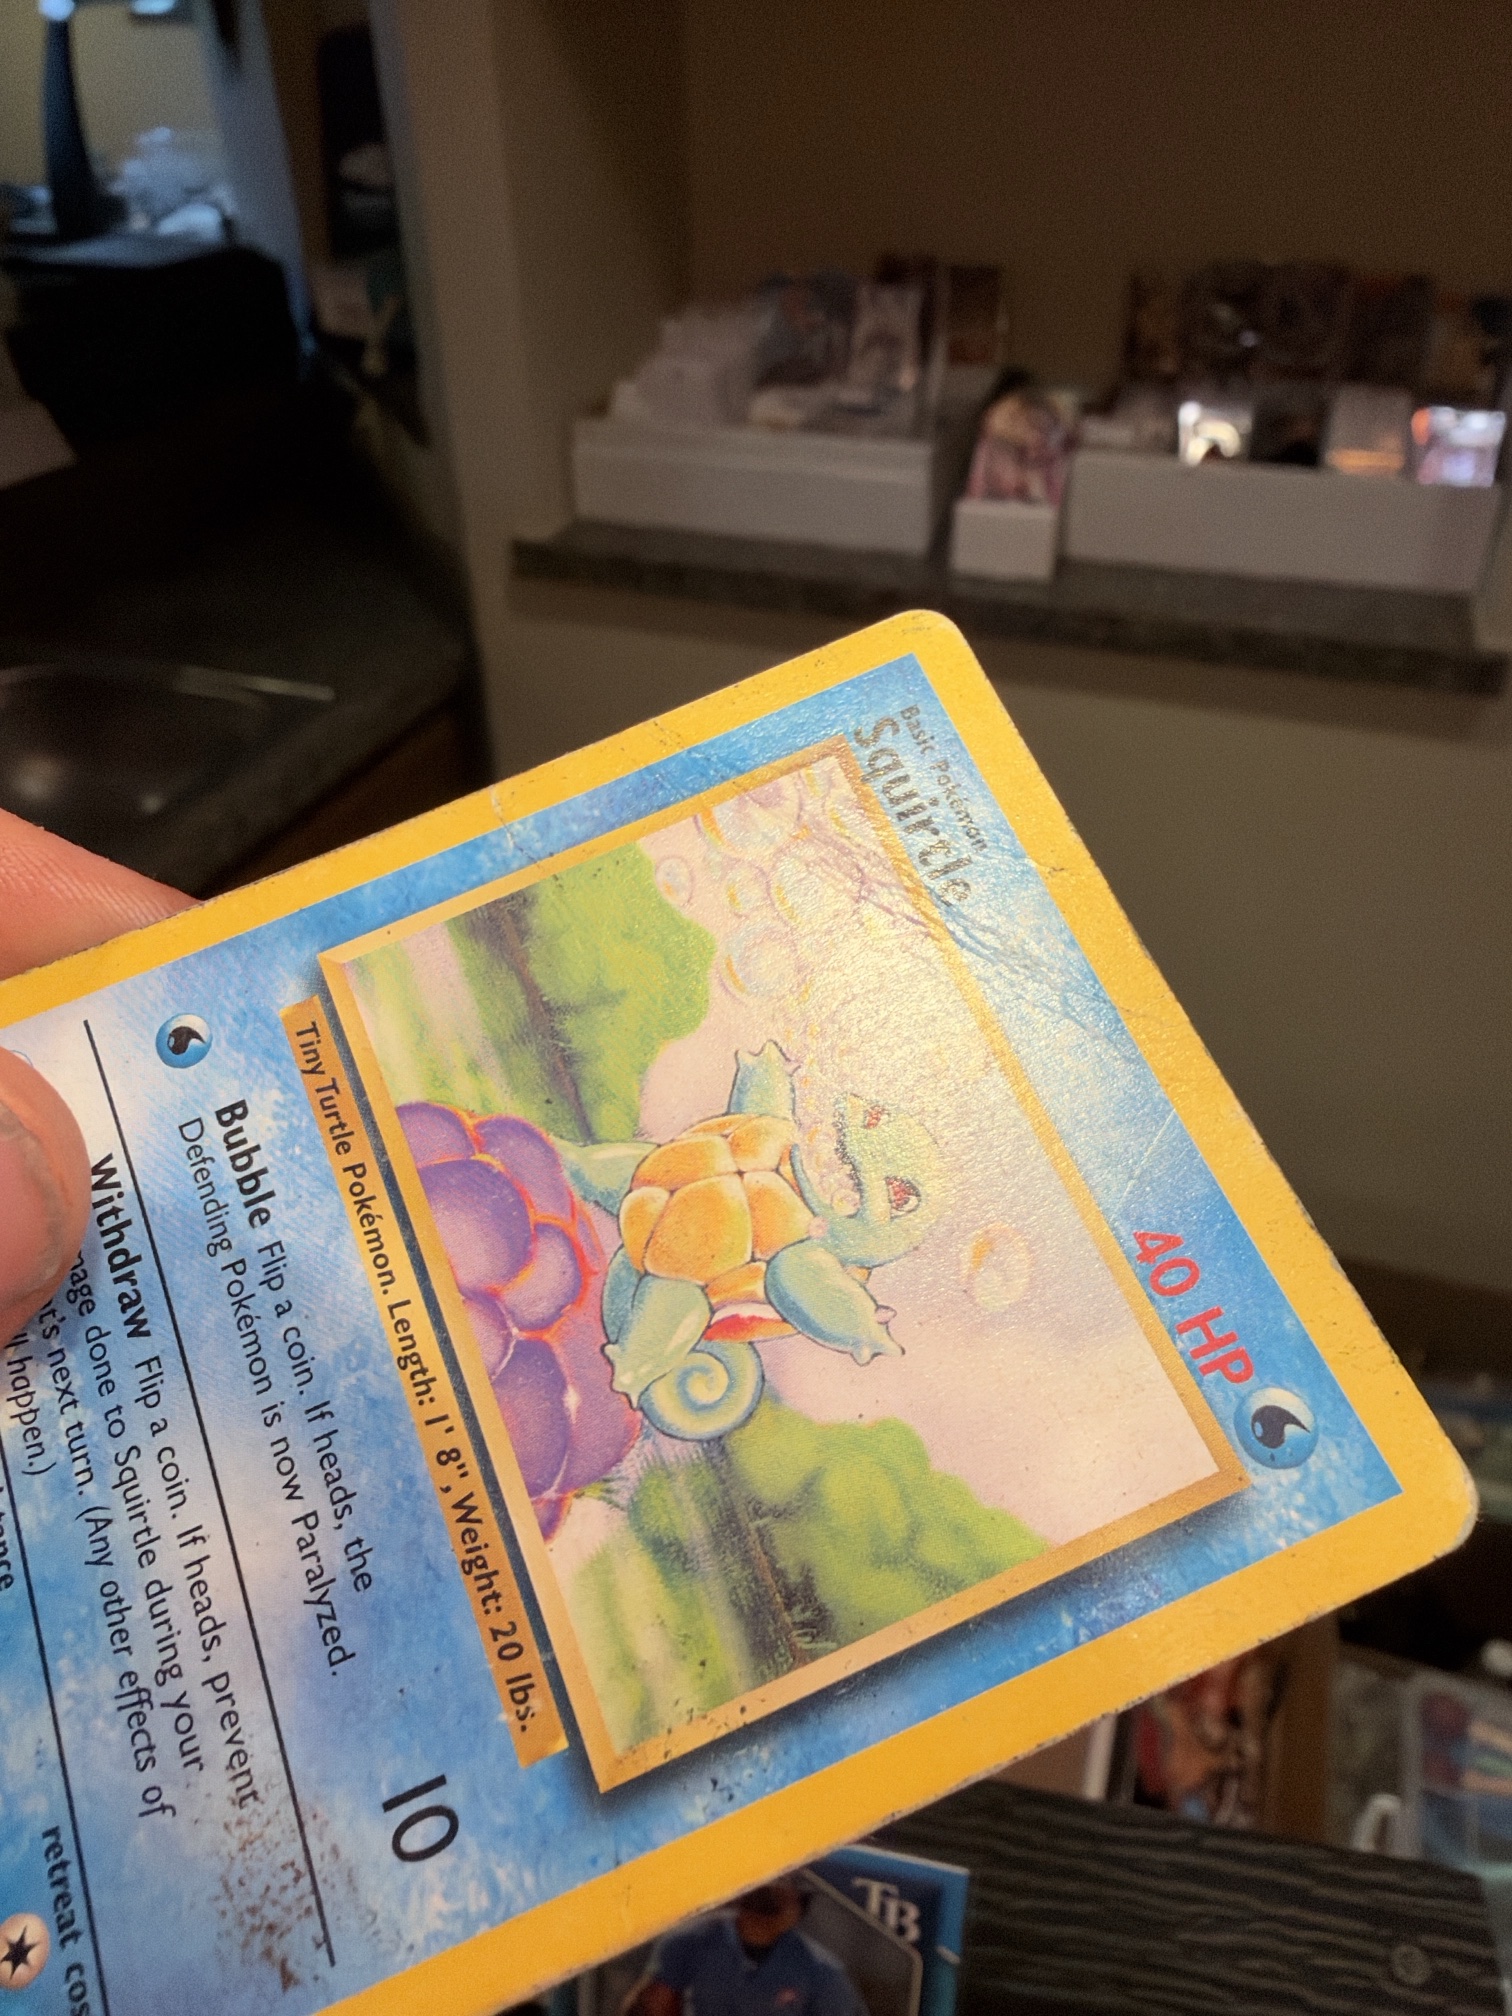 Basic Pokémon
Squirtle
40 HP
Tiny Turtle Pokémon. Length: 1' 8", Weight: 20 lbs.
Bubble Flip a coin. If heads, the
Defending Pokémon is now Paralyzed.
10
Withdraw Flip a coin. If heads, prevent
done to Squirtle during your
next turn. (Any other effects of
happen.)
retreat
TB